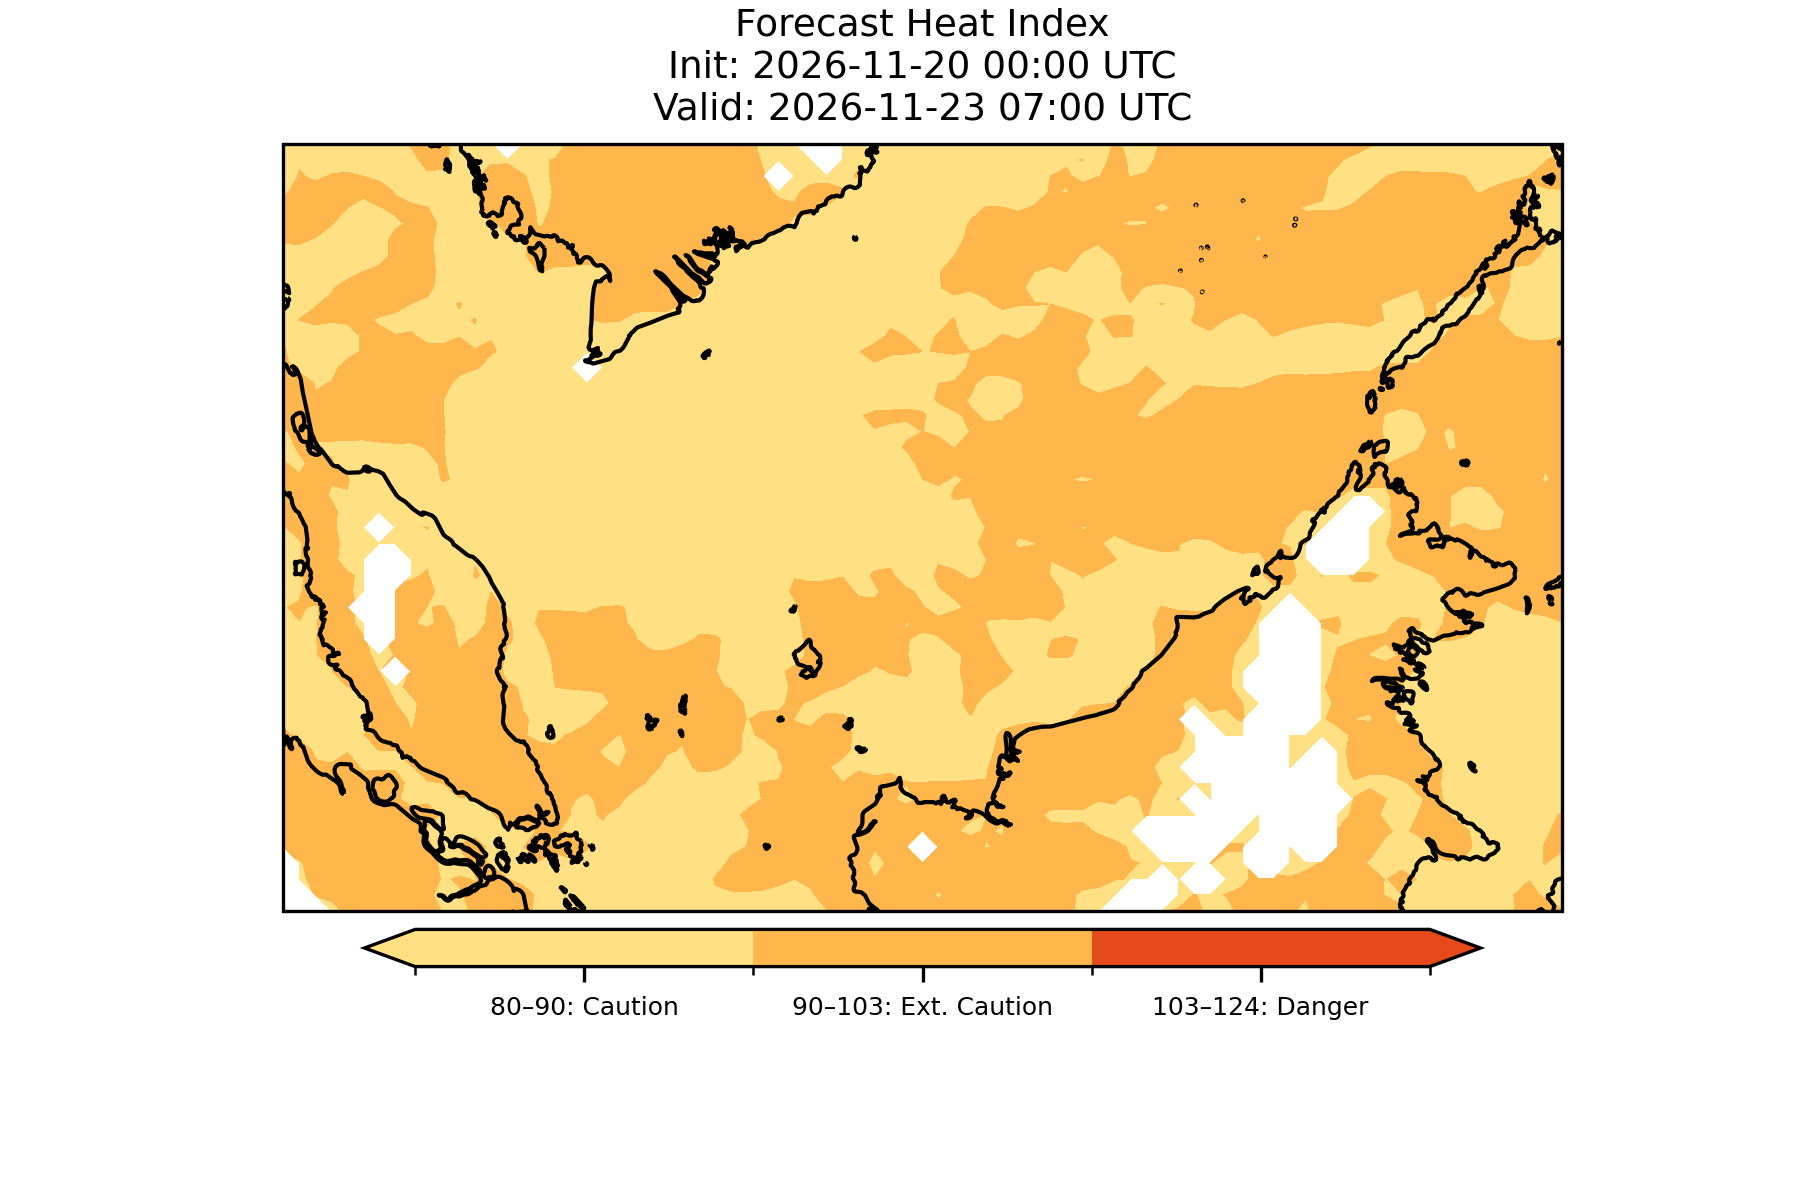 Forecast Heat Index
Init: 2026-11-20 00:00 UTC
Valid: 2026-11-23 07:00 UTC
80–90: Caution
90–103: Ext. Caution
103–124: Danger